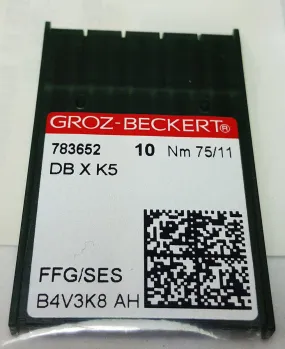 GROZ-BECKERT®
783652 10 Nm 75/11
DB X K5
FFG/SES
B4V3K8 AH